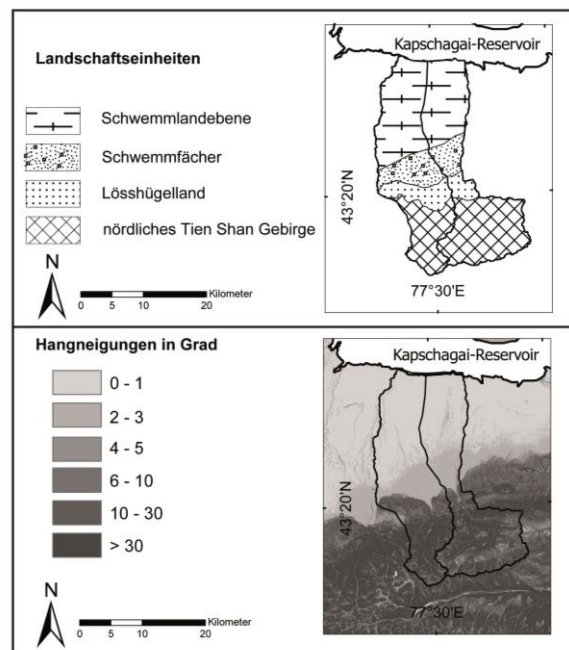 Landschaftseinheiten
Schwemmlandebene
Schwemmfächer
Lösshügelland
nördliches Tien Shan Gebirge
N
Kilometer
0 5 10 20
Kapschagai-Reservoir
43°20'N
77°30'E
Hangneigungen in Grad
0 - 1
2 - 3
4 - 5
6 - 10
10 - 30
> 30
N
Kilometer
0 5 10 20
Kapschagai-Reservoir
43°20'N
77°30'E